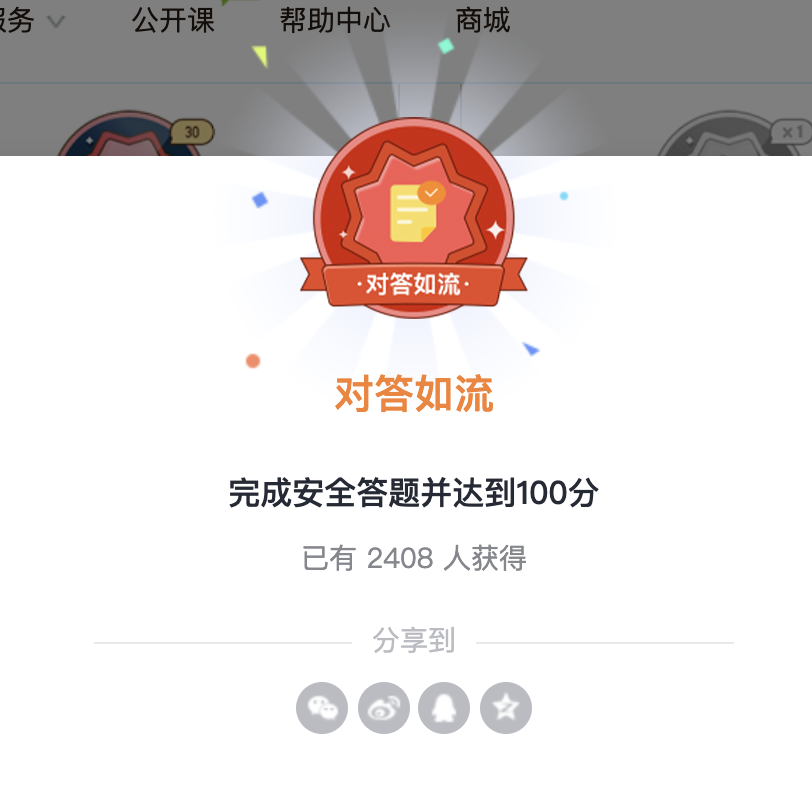 服务 公开课 帮助中心 商城
30
×1
·对答如流·
对答如流
完成安全答题并达到100分
已有 2408 人获得
分享到